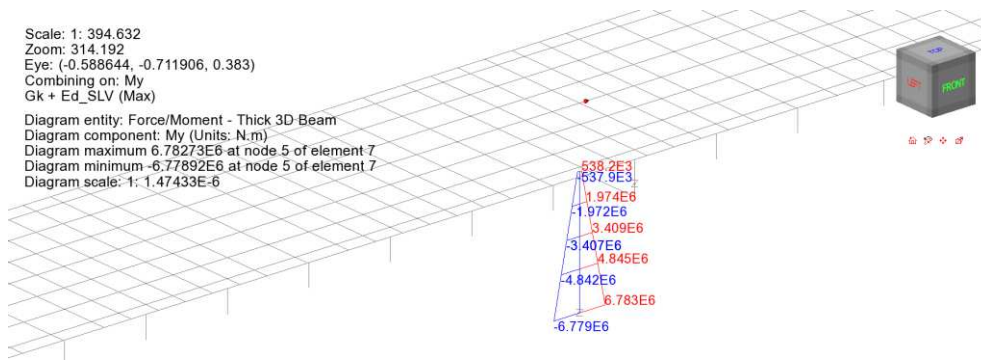 Scale: 1: 394.632
Zoom: 314.192
Eye: (-0.588644, -0.711906, 0.383)
Combining on: My
Gk + Ed_SLV (Max)
Diagram entity: Force/Moment - Thick 3D Beam
Diagram component: My (Units: N.m)
Diagram maximum 6.78273E6 at node 5 of element 7
Diagram minimum -6.77892E6 at node 5 of element 7
Diagram scale: 1: 1.47433E-6
TOP
LEFT
FRONT
538.2E3
-537.9E3
Z
1.974E6
-1.972E6
3.409E6
-3.407E6
4.845E6
-4.842E6
6.783E6
Z
-6.779E6